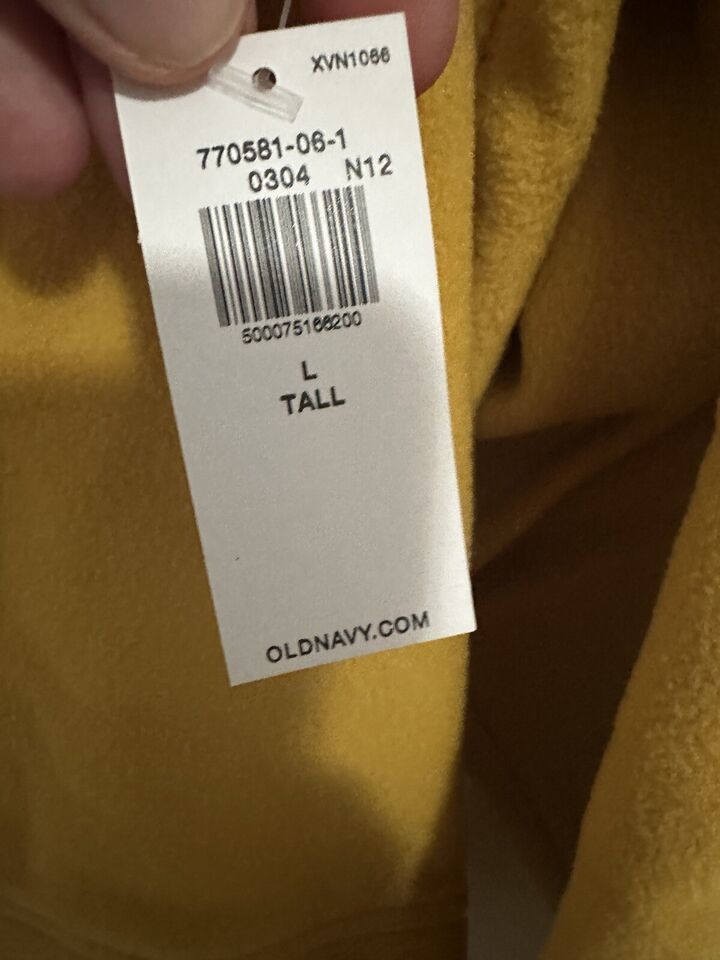 XVN1066
770581-06-1
0304 N12
500075166200
L
TALL
OLDNAVY.COM